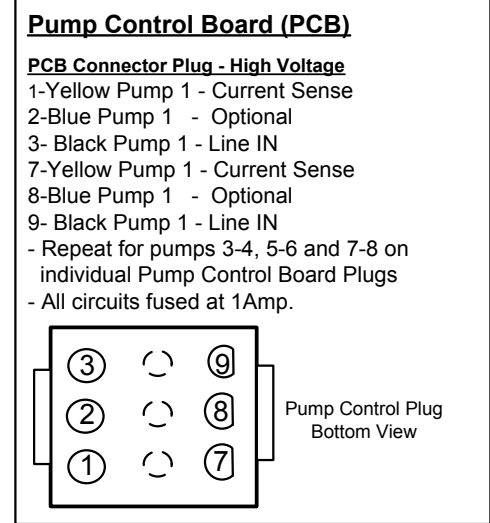 Pump Control Board (PCB)
PCB Connector Plug - High Voltage
1-Yellow Pump 1 - Current Sense
2-Blue Pump 1 - Optional
3- Black Pump 1 - Line IN
7-Yellow Pump 1 - Current Sense
8-Blue Pump 1 - Optional
9- Black Pump 1 - Line IN
- Repeat for pumps 3-4, 5-6 and 7-8 on
individual Pump Control Board Plugs
- All circuits fused at 1Amp.
3 9
2 8
1 7
Pump Control Plug
Bottom View